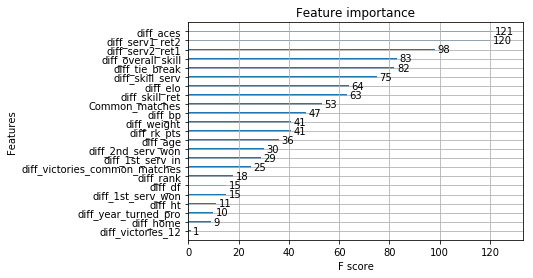 Feature importance
Features
diff_aces 121
diff_serv1_ret2 120
diff_serv2_ret1 98
diff_overall_skill 83
diff_tie_break 82
diff_skill_serv 75
diff_elo 64
diff_skill_ret 63
Common_matches 53
diff_bp 47
diff_weight 41
diff_rk_pts 41
diff_age 36
diff_2nd_serv_won 30
diff_1st_serv_in 29
diff_victories_common_matches 25
diff_rank 18
diff_df 15
diff_1st_serv_won 15
diff_ht 11
diff_year_turned_pro 10
diff_home 9
diff_victories_12 1
0 20 40 60 80 100 120
F score